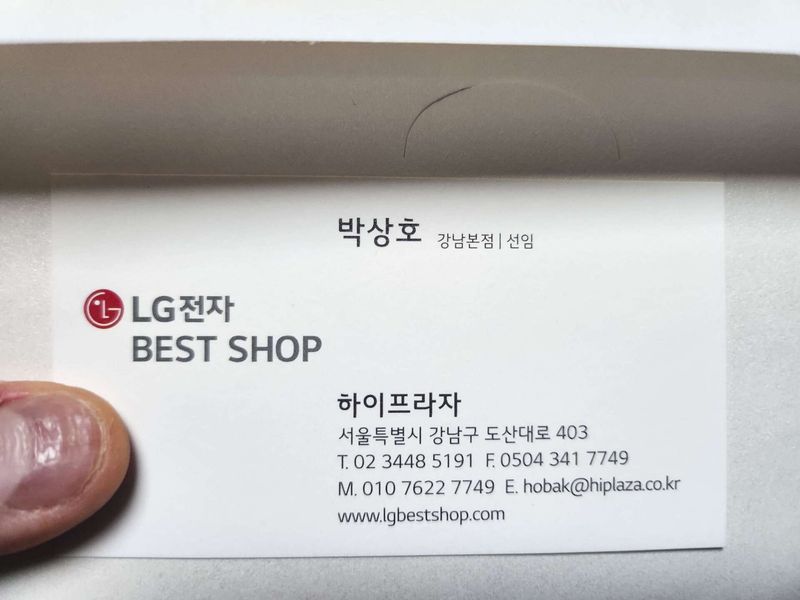 박상호 강남본점 | 선임
LG전자
BEST SHOP
하이프라자
서울특별시 강남구 도산대로 403
T. 02 3448 5191 F. 0504 341 7749
M. 010 7622 7749 E. hobak@hiplaza.co.kr
www.lgbestshop.com